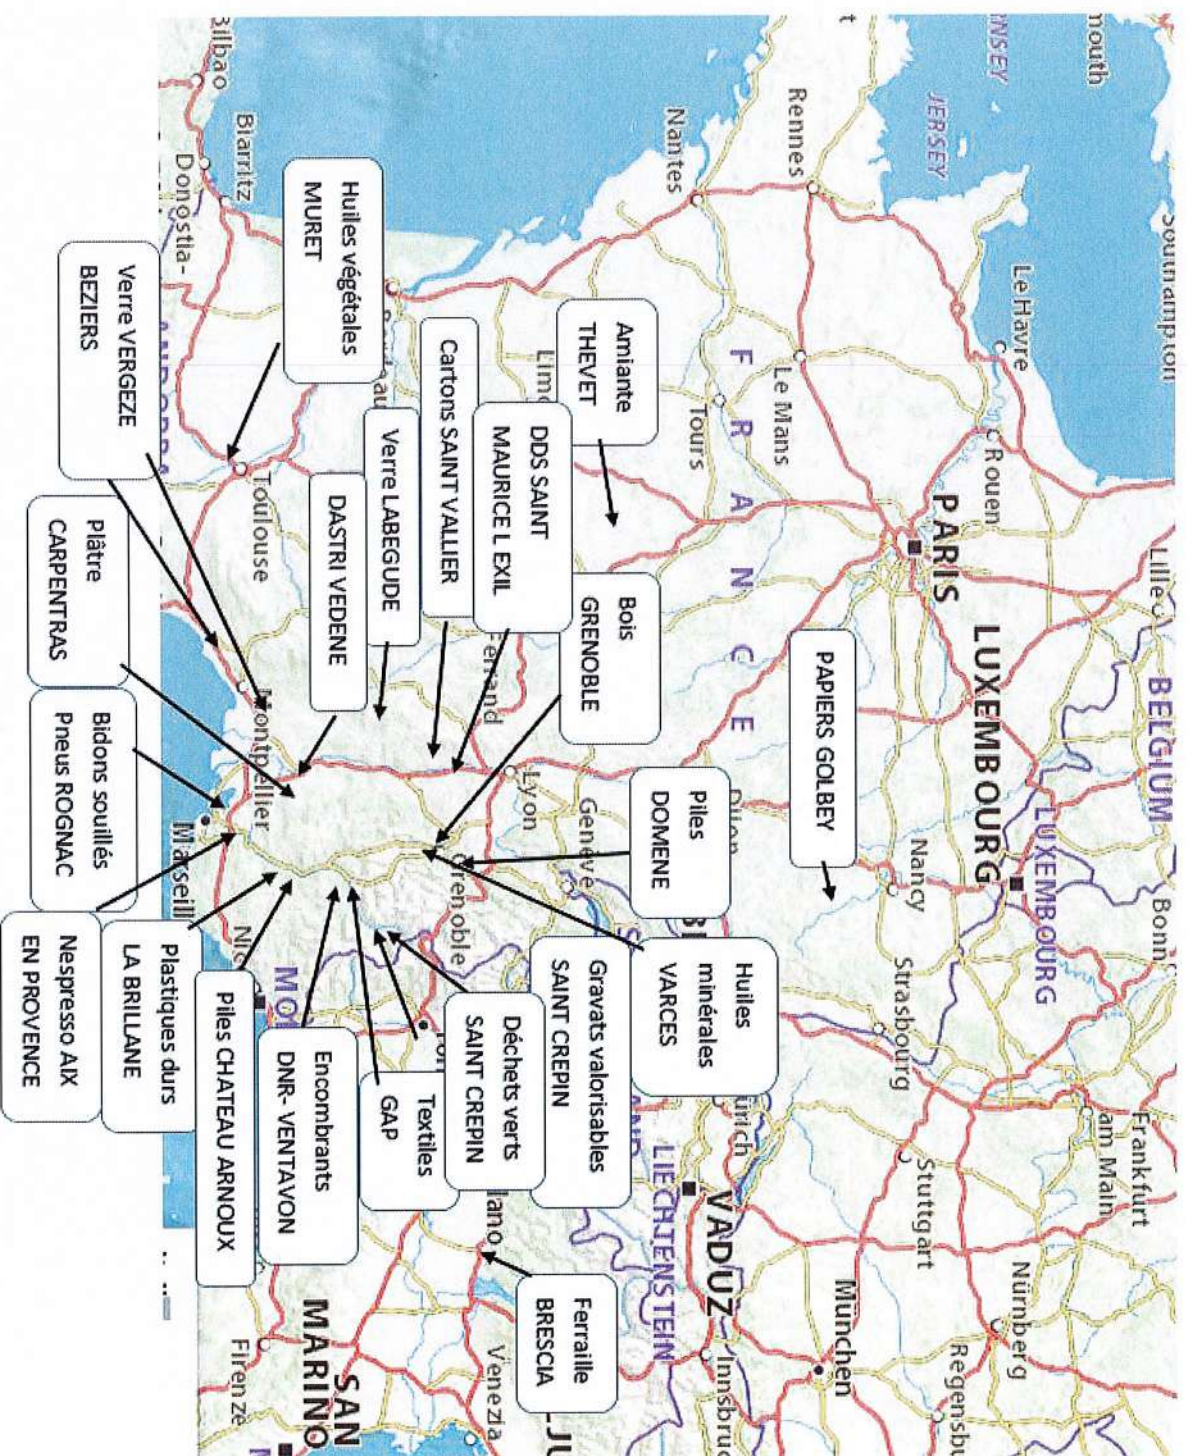 mouth
Southampton
Lille
BELGIUM
Bonn
Frankfurt
am Main
Nürnberg
JERSEY
Le Havre
Rouen
LUXEMBOURG
LUXEMBOURG
Regensbu
PARIS
Nancy
Strasbourg
Stuttgart
Rennes
Le Mans
München
Nantes
Tours
FRANCE
PAPIERS GOLBEY
VADUZ
Innsbruc
LIECHTENSTEIN
Amiante
THEVET
Bois
GRENOBLE
Piles
DOMENE
Huiles
minérales
VARCES
DDS SAINT
MAURICE L EXIL
Lyon
Genève
Gravats valorisables
SAINT CREPIN
Ferraille
BRESCIA
Cartons SAINT VALLIER
Grenoble
Déchets verts
SAINT CREPIN
Venezia
Huiles végétales
MURET
Verre LABEGUDE
Textiles
GAP
SAN
MARINO
DASTRI VEDENE
Encombrants
DNR- VENTAVON
Bilbao
Biarritz
Donostia-
Toulouse
Montpellier
Piles CHATEAU ARNOUX
Firenze
Verre VERGEZE
BEZIERS
Marseill
Plastiques durs
LA BRILLANE
Plâtre
CARPENTRAS
Bidons souillés
Pneus ROGNAC
Nespresso AIX
EN PROVENCE